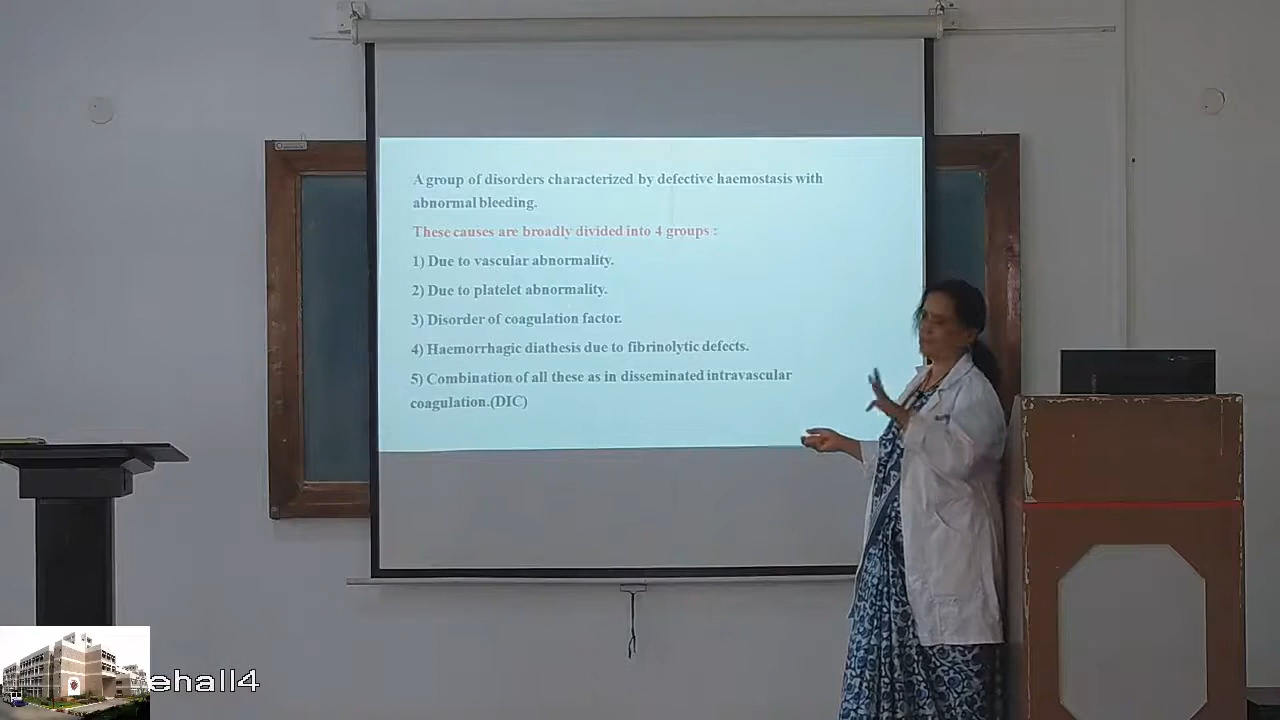 A group of disorders characterized by defective haemostasis with
abnormal bleeding.
These causes are broadly divided into 4 groups :
1) Due to vascular abnormality.
2) Due to platelet abnormality.
3) Disorder of coagulation factor.
4) Haemorrhagic diathesis due to fibrinolytic defects.
5) Combination of all these as in disseminated intravascular
coagulation.(DIC)
ehall4